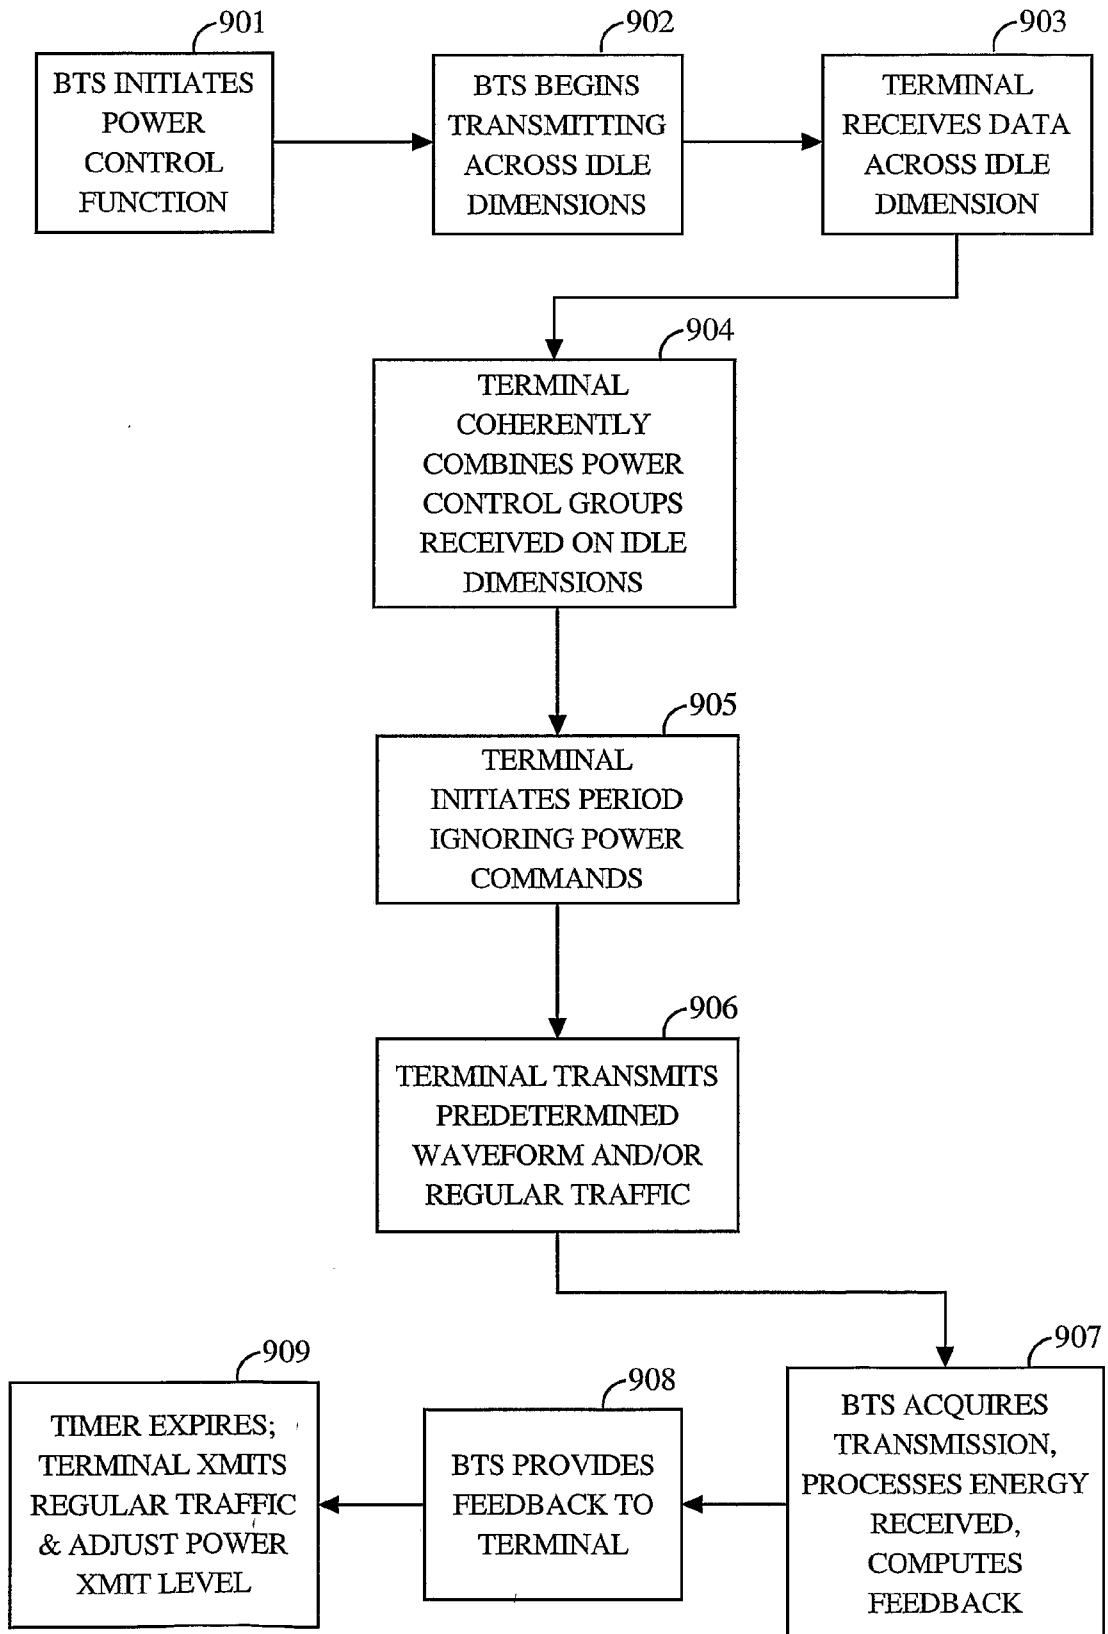 901
BTS INITIATES
POWER
CONTROL
FUNCTION
902
BTS BEGINS
TRANSMITTING
ACROSS IDLE
DIMENSIONS
903
TERMINAL
RECEIVES DATA
ACROSS IDLE
DIMENSION
904
TERMINAL
COHERENTLY
COMBINES POWER
CONTROL GROUPS
RECEIVED ON IDLE
DIMENSIONS
905
TERMINAL
INITIATES PERIOD
IGNORING POWER
COMMANDS
906
TERMINAL TRANSMITS
PREDETERMINED
WAVEFORM AND/OR
REGULAR TRAFFIC
907
BTS ACQUIRES
TRANSMISSION,
PROCESSES ENERGY
RECEIVED,
COMPUTES
FEEDBACK
908
BTS PROVIDES
FEEDBACK TO
TERMINAL
909
TIMER EXPIRES;
TERMINAL XMITS
REGULAR TRAFFIC
& ADJUST POWER
XMIT LEVEL